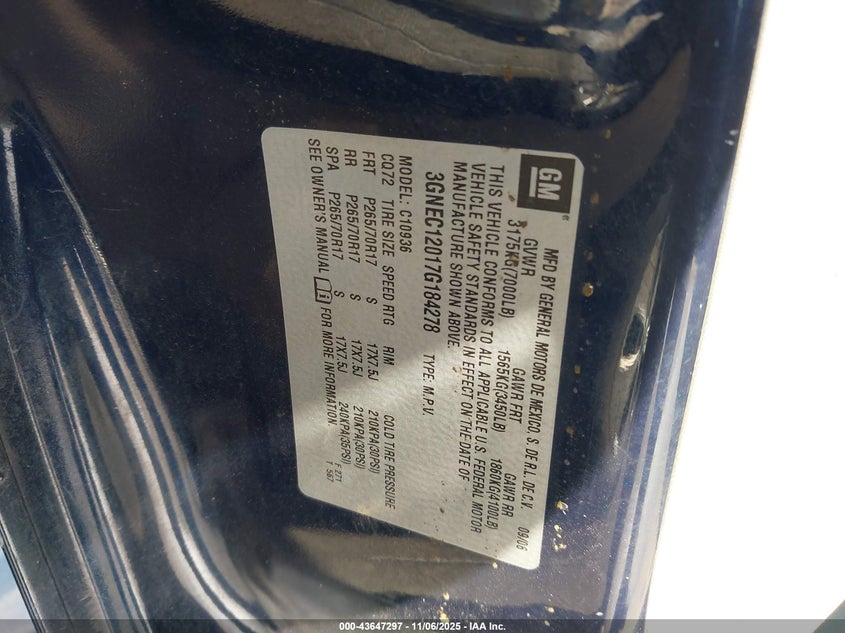 GM
MFD BY GENERAL MOTORS DE MEXICO, S. DE R.L. DE C.V. 09/06
GVWR GAWR FRT GAWR RR
3175KG(7000LB) 1565KG(3450LB) 1860KG(4100LB)
THIS VEHICLE CONFORMS TO ALL APPLICABLE U.S. FEDERAL MOTOR
VEHICLE SAFETY STANDARDS IN EFFECT ON THE DATE OF
MANUFACTURE SHOWN ABOVE.
3GNEC12017G184278 TYPE: M.P.V.
MODEL: C10936
CQ72 TIRE SIZE SPEED RTG RIM COLD TIRE PRESSURE
FRT P265/70R17 S 17X7.5J 210KPA(30PSI)
RR P265/70R17 S 17X7.5J 210KPA(30PSI)
SPA P265/70R17 S 17X7.5J 240KPA(35PSI)
SEE OWNER'S MANUAL FOR MORE INFORMATION.
F 271
T 567
000-43647297 - 11/06/2025 - IAA Inc.